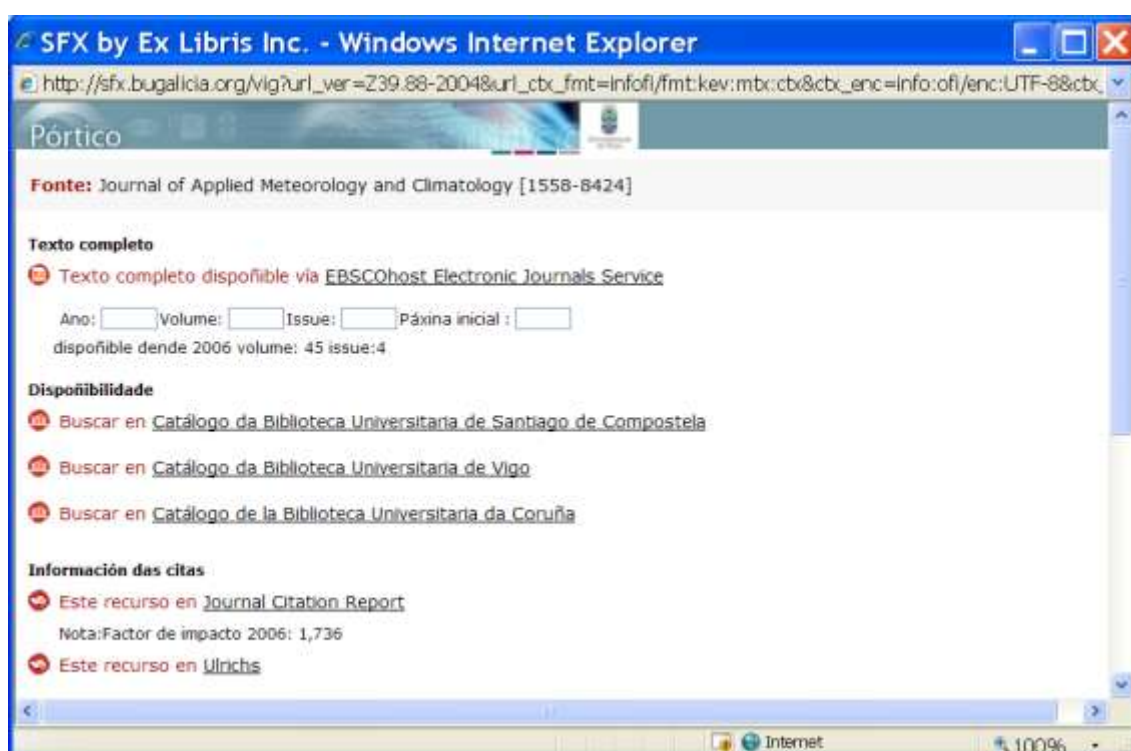 SFX by Ex Libris Inc. - Windows Internet Explorer
http://sfx.bugalicia.org/vig?url_ver=Z39.88-2004&url_ctx_fmt=infofi/fmt:kev:mtx:ctx&ctx_enc=info:ofi/enc:UTF-8&ctx_
Pórtico
Fonte: Journal of Applied Meteorology and Climatology [1558-8424]
Texto completo
Texto completo dispoñible vía EBSCOhost Electronic Journals Service
Ano: Volume: Issue: Páxina inicial :
dispoñible dende 2006 volume: 45 issue:4
Dispoñibilidade
Buscar en Catálogo da Biblioteca Universitaria de Santiago de Compostela
Buscar en Catálogo da Biblioteca Universitaria de Vigo
Buscar en Catálogo de la Biblioteca Universitaria da Coruña
Información das citas
Este recurso en Journal Citation Report
Nota:Factor de impacto 2006: 1,736
Este recurso en Ulrichs
Internet 100%